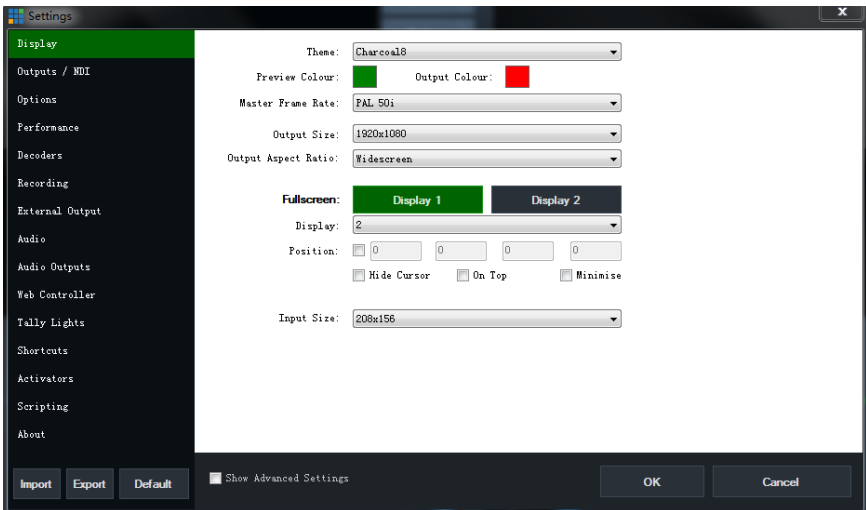 Settings
x
Display
Outputs / NDI
Options
Performance
Decoders
Recording
External Output
Audio
Audio Outputs
Web Controller
Tally Lights
Shortcuts
Activators
Scripting
About
Import Export Default
Theme: Charcoal8
Preview Colour: Output Colour:
Master Frame Rate: PAL 50i
Output Size: 1920x1080
Output Aspect Ratio: Widescreen
Fullscreen: Display 1 Display 2
Display: 2
Position: 0 0 0 0
Hide Cursor On Top Minimise
Input Size: 208x156
Show Advanced Settings OK Cancel